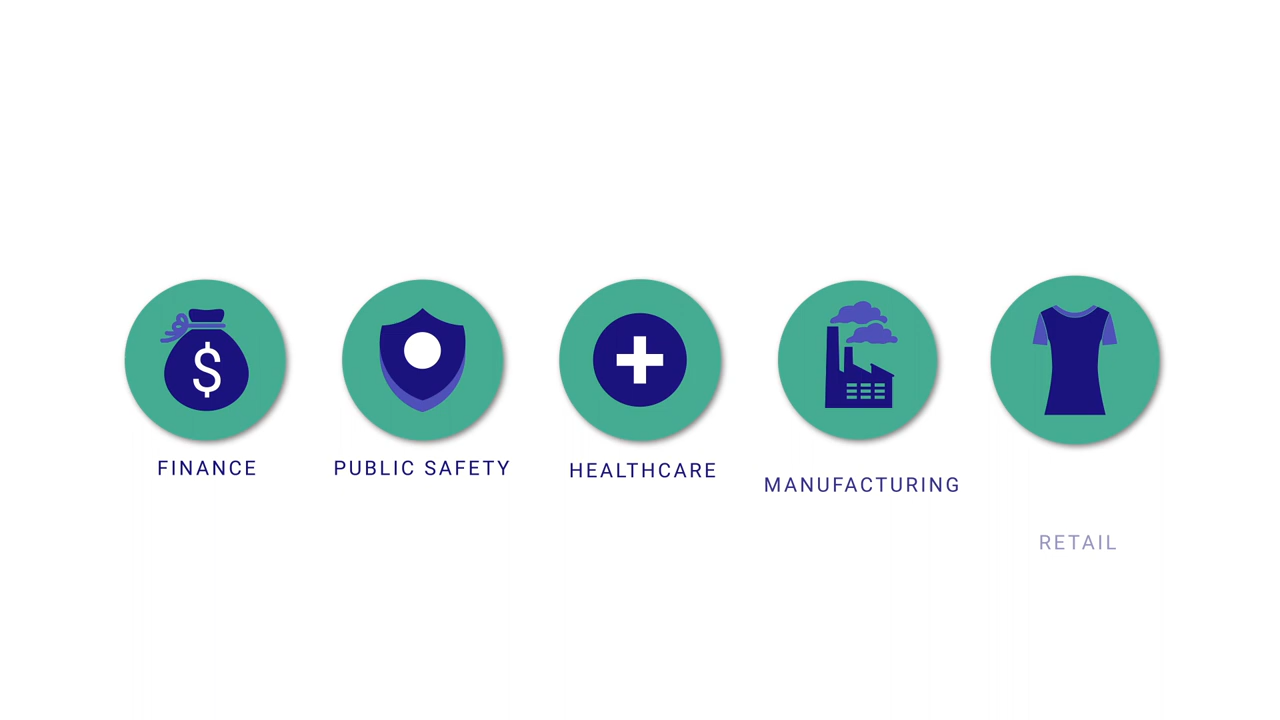 $
FINANCE
PUBLIC SAFETY
HEALTHCARE
MANUFACTURING
RETAIL